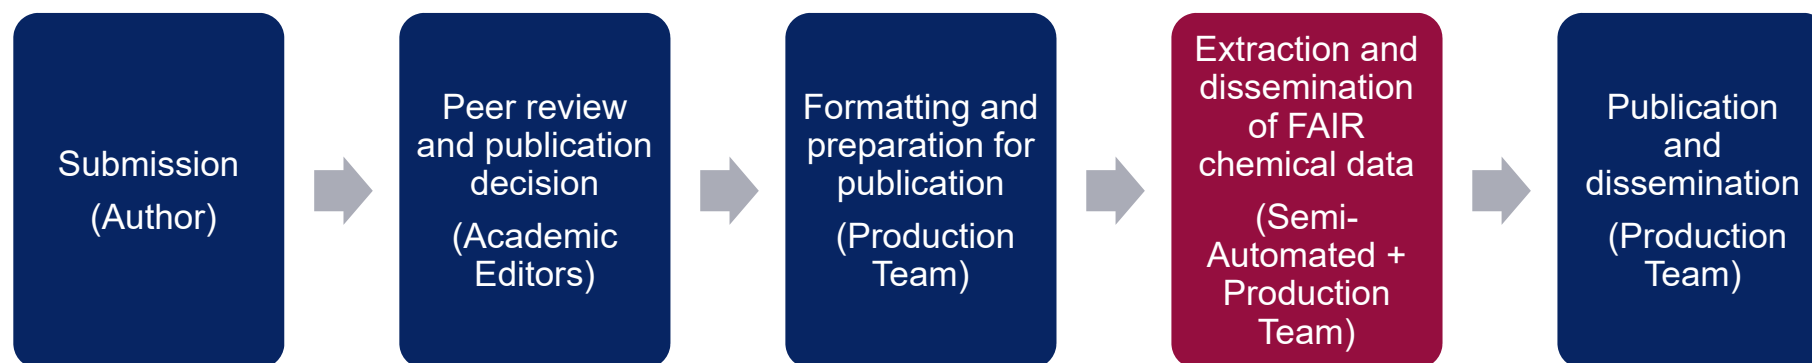 Submission
(Author)
Peer review
and publication
decision
(Academic
Editors)
Formatting and
preparation for
publication
(Production
Team)
Extraction and
dissemination
of FAIR
chemical data
(Semi-
Automated +
Production
Team)
Publication
and
dissemination
(Production
Team)